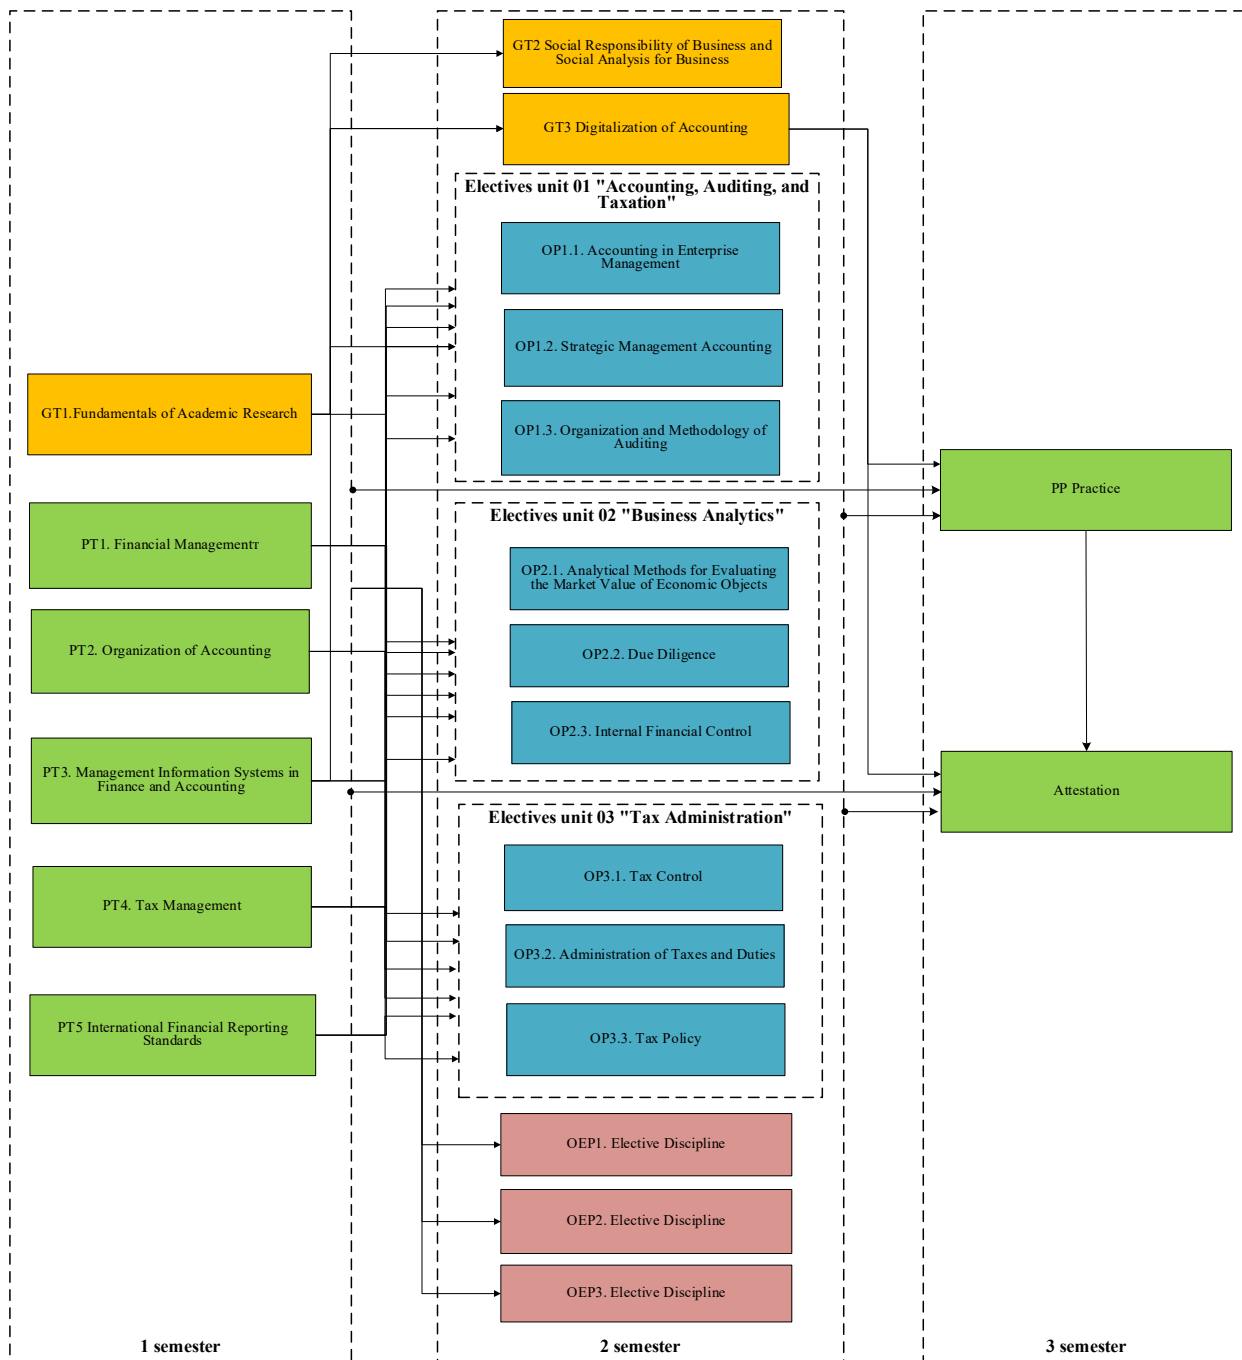 GT1.Fundamentals of Academic Research
PT1. Financial Managementт
PT2. Organization of Accounting
PT3. Management Information Systems in
Finance and Accounting
PT4. Tax Management
PT5 International Financial Reporting
Standards
1 semester
GT2 Social Responsibility of Business and
Social Analysis for Business
GT3 Digitalization of Accounting
Electives unit 01 "Accounting, Auditing, and
Taxation"
OP1.1. Accounting in Enterprise
Management
OP1.2. Strategic Management Accounting
OP1.3. Organization and Methodology of
Auditing
Electives unit 02 "Business Analytics"
OP2.1. Analytical Methods for Evaluating
the Market Value of Economic Objects
OP2.2. Due Diligence
OP2.3. Internal Financial Control
Electives unit 03 "Tax Administration"
OP3.1. Tax Control
OP3.2. Administration of Taxes and Duties
OP3.3. Tax Policy
OEP1. Elective Discipline
OEP2. Elective Discipline
OEP3. Elective Discipline
2 semester
PP Practice
Attestation
3 semester